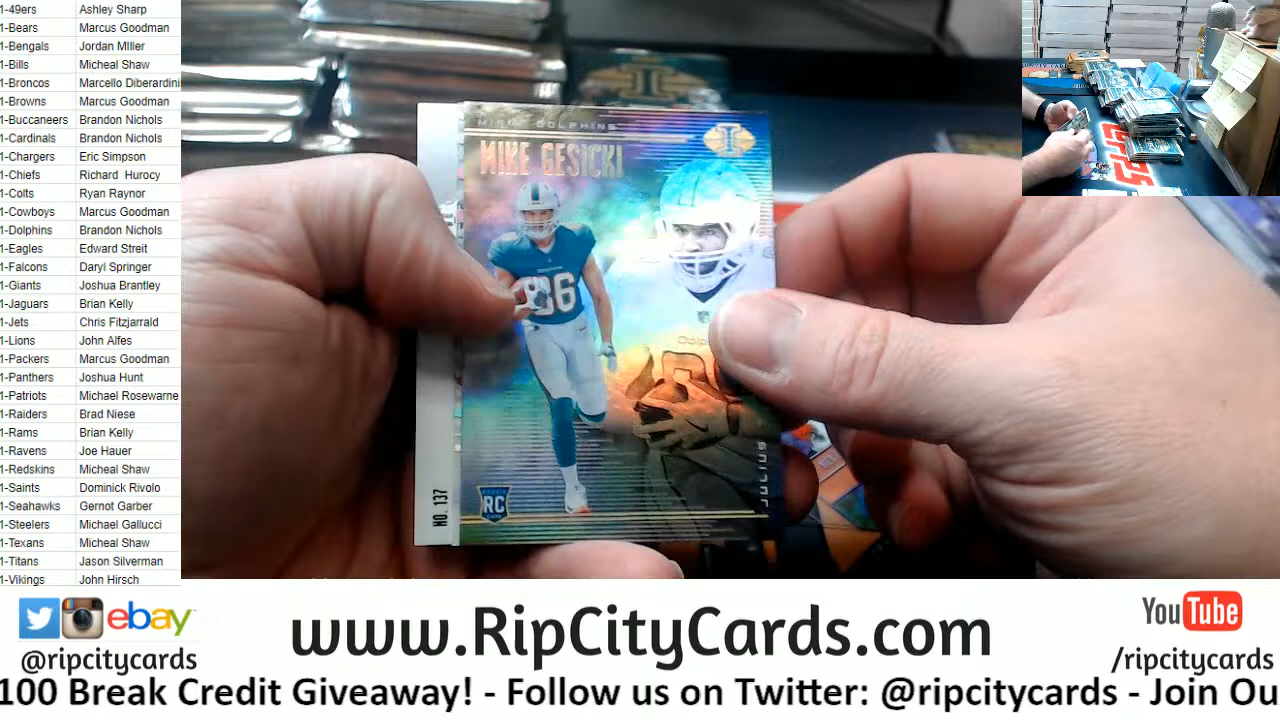 1-49ers Ashley Sharp
1-Bears Marcus Goodman
1-Bengals Jordan MIller
1-Bills Micheal Shaw
1-Broncos Marcello Diberardini
1-Browns Marcus Goodman
1-Buccaneers Brandon Nichols
1-Cardinals Brandon Nichols
1-Chargers Eric Simpson
1-Chiefs Richard Hurocy
1-Colts Ryan Raynor
1-Cowboys Marcus Goodman
1-Dolphins Brandon Nichols
1-Eagles Edward Streit
1-Falcons Daryl Springer
1-Giants Joshua Brantley
1-Jaguars Brian Kelly
1-Jets Chris Fitzjarrald
1-Lions John Alfes
1-Packers Marcus Goodman
1-Panthers Joshua Hunt
1-Patriots Michael Rosewarne
1-Raiders Brad Niese
1-Rams Brian Kelly
1-Ravens Joe Hauer
1-Redskins Micheal Shaw
1-Saints Dominick Rivolo
1-Seahawks Gernot Garber
1-Steelers Michael Gallucci
1-Texans Micheal Shaw
1-Titans Jason Silverman
1-Vikings John Hirsch
MIAMI DOLPHINS
MIKE GESICKI
86
JULIUS
RC
NO. 137
ebay
@ripcitycards
www.RipCityCards.com
YouTube
/ripcitycards
100 Break Credit Giveaway! - Follow us on Twitter: @ripcitycards - Join Ou